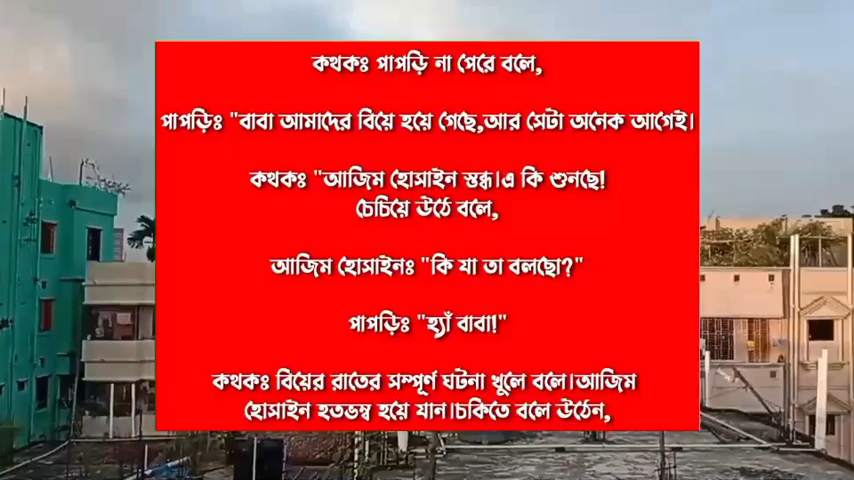 কথকঃ পাপড়ি না পেরে বলে,
পাপড়িঃ "বাবা আমাদের বিয়ে হয়ে গেছে,আর সেটা অনেক আগেই।
কথকঃ "আজিম হোসাইন স্তব্ধ।এ কি শুনছে!
চেচিয়ে উঠে বলে,
আজিম হোসাইনঃ "কি যা তা বলছো?"
পাপড়িঃ "হ্যাঁ বাবা!"
কথকঃ বিয়ের রাতের সম্পূর্ণ ঘটনা খুলে বলে।আজিম
হোসাইন হতভম্ব হয়ে যান।চকিতে বলে উঠেন,